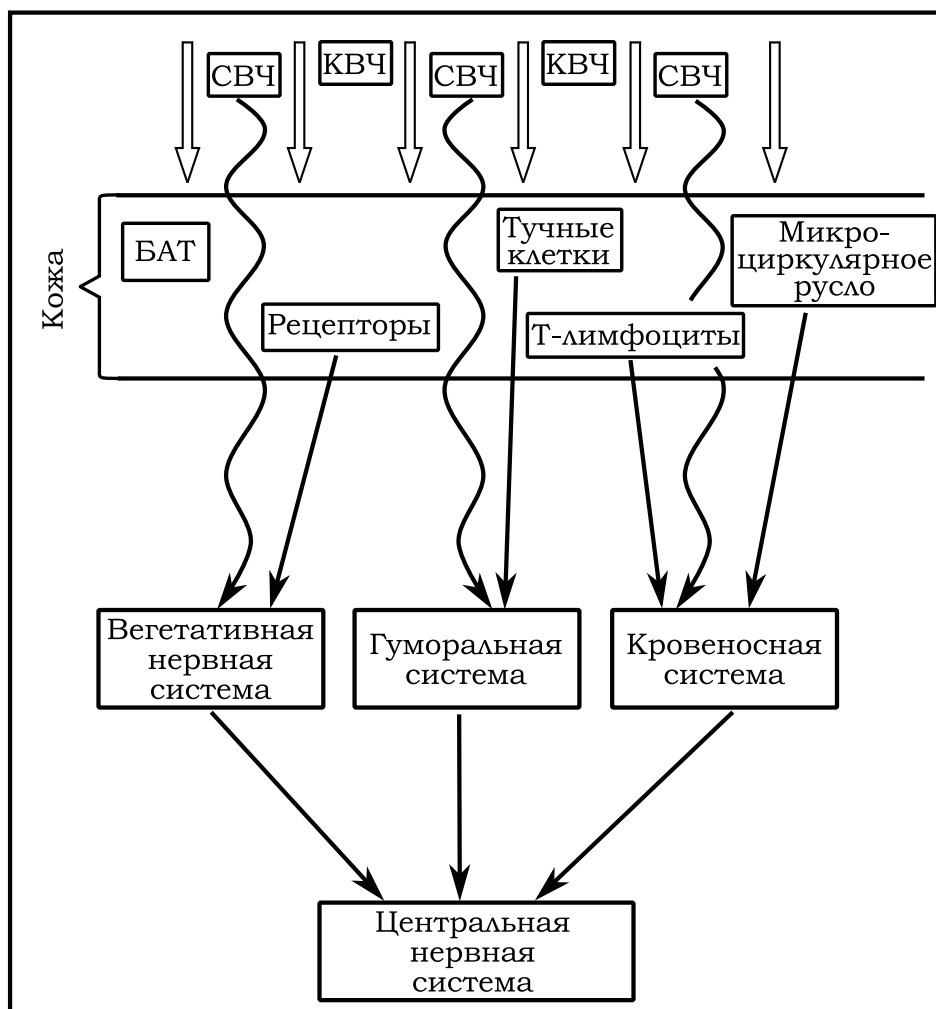 СВЧ
КВЧ
СВЧ
КВЧ
СВЧ
Кожа
БАТ
Тучные
клетки
Микро-
циркулярное
русло
Рецепторы
Т-лимфоциты
Вегетативная
нервная
система
Гуморальная
система
Кровеносная
система
Центральная
нервная
система